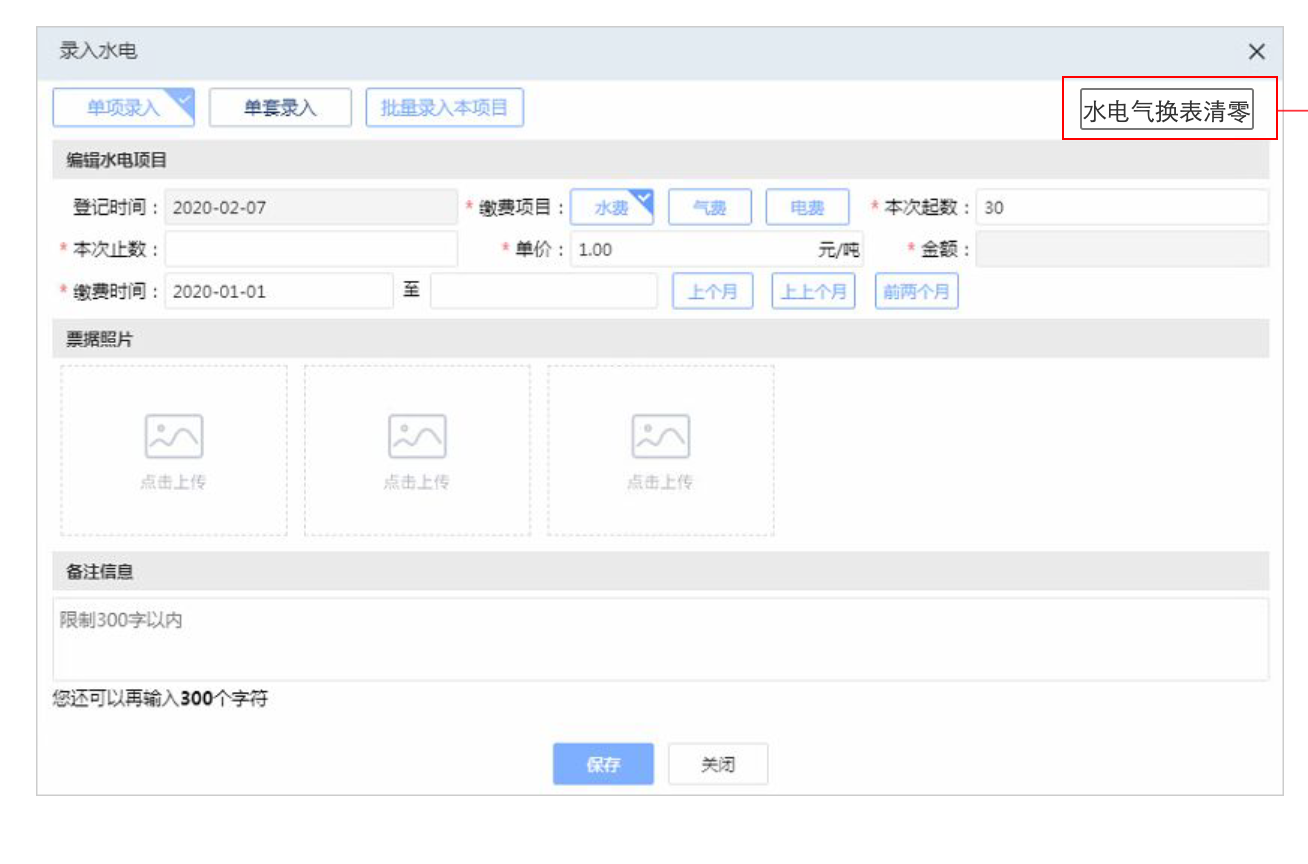 录入水电
单项录入 单套录入 批量录入本项目 水电气换表清零
编辑水电项目
登记时间： 2020-02-07 * 缴费项目： 水费 气费 电费 * 本次起数： 30
* 本次止数： * 单价： 1.00 元/吨 * 金额：
* 缴费时间： 2020-01-01 至 上个月 上上个月 前两个月
票据照片
点击上传 点击上传 点击上传
备注信息
限制300字以内
您还可以再输入300个字符
保存 关闭